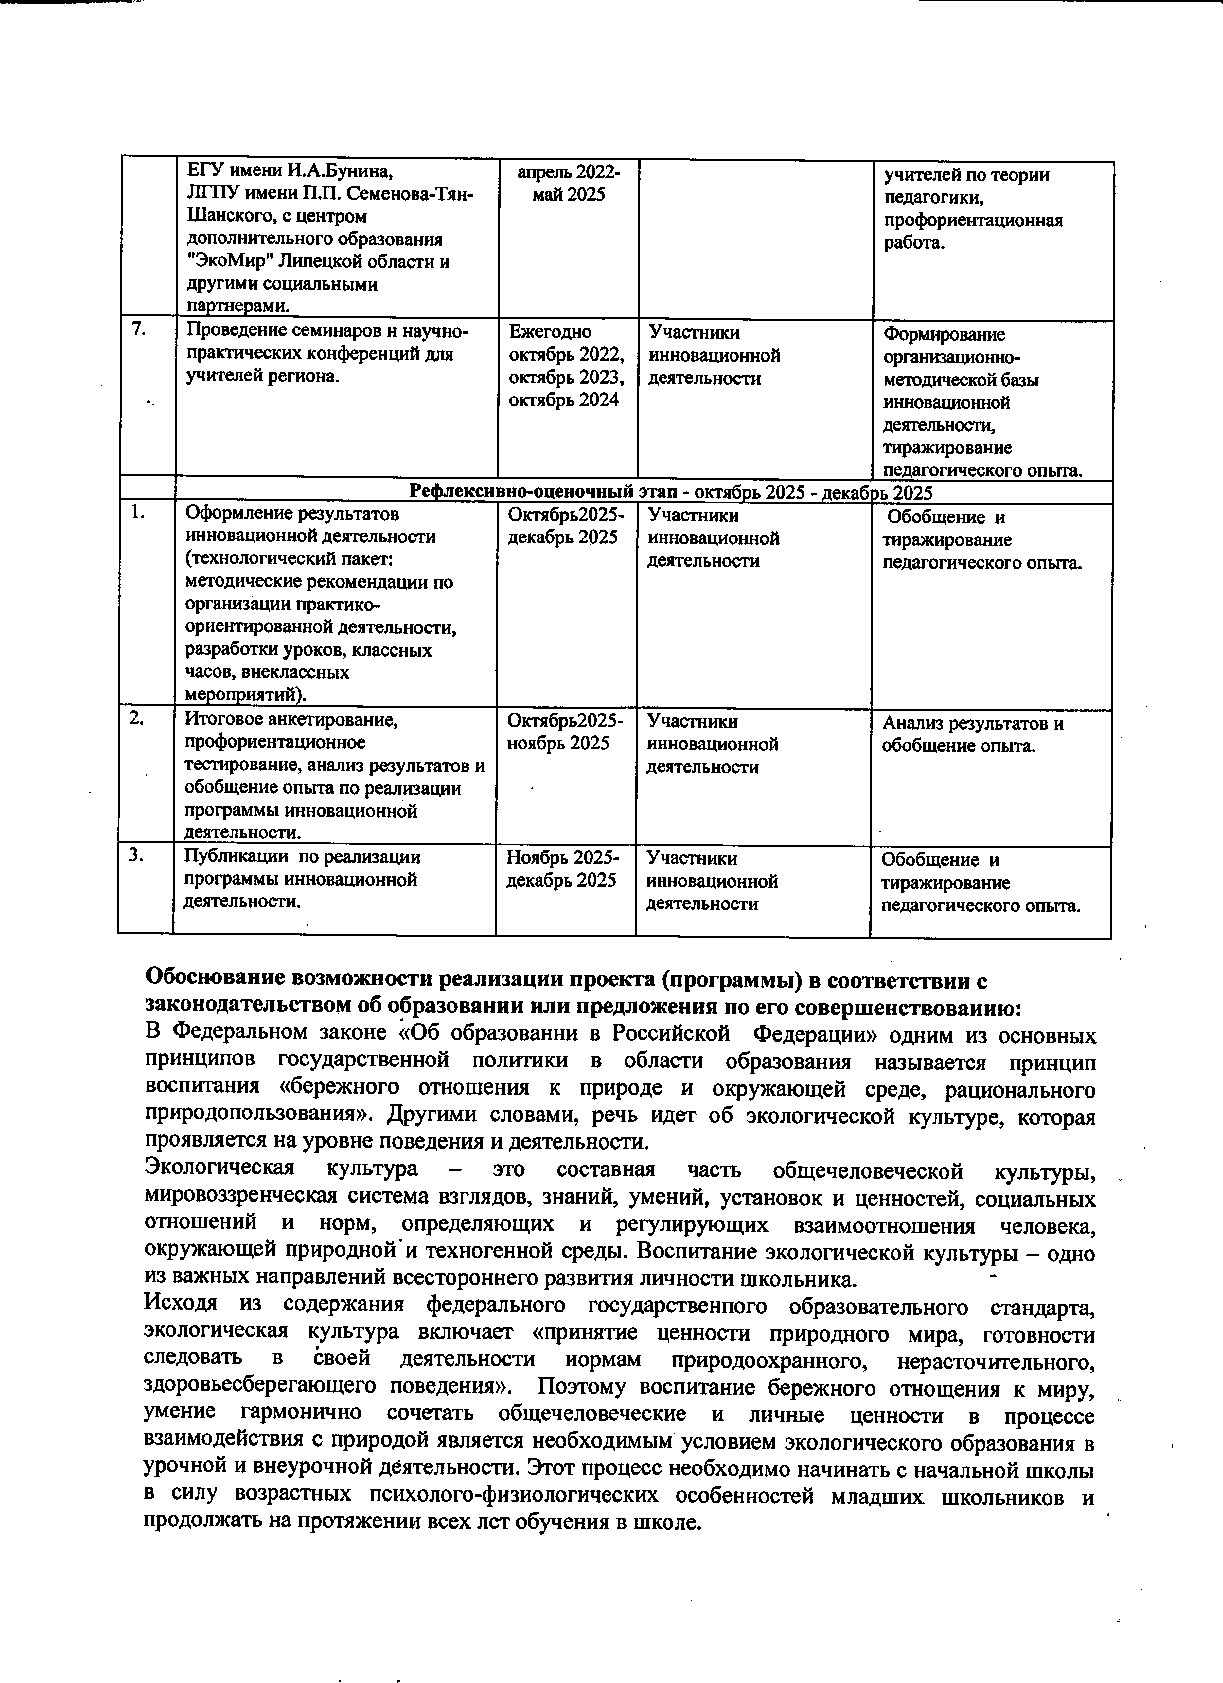 ЕГУ имени И.А.Бунина,
ЛГПУ имени П.П. Семенова-Тян-
Шанского, с центром
дополнительного образования
"ЭкоМир" Липецкой области и
другими социальными
партнерами.
апрель 2022-
май 2025
учителей по теории
педагогики,
профориентационная
работа.
7.
Проведение семинаров и научно-
практических конференций для
учителей региона.
Ежегодно
октябрь 2022,
октябрь 2023,
октябрь 2024
Участники
инновационной
деятельности
Формирование
организационно-
методической базы
инновационной
деятельности,
тиражирование
педагогического опыта.
Рефлексивно-оценочный этап - октябрь 2025 - декабрь 2025
1.
Оформление результатов
инновационной деятельности
(технологический пакет:
методические рекомендации по
организации практико-
ориентированной деятельности,
разработки уроков, классных
часов, внеклассных
мероприятий).
Октябрь2025-
декабрь 2025
Участники
инновационной
деятельности
Обобщение и
тиражирование
педагогического опыта.
2.
Итоговое анкетирование,
профориентационное
тестирование, анализ результатов и
обобщение опыта по реализации
программы инновационной
деятельности.
Октябрь2025-
ноябрь 2025
Участники
инновационной
деятельности
Анализ результатов и
обобщение опыта.
3.
Публикации по реализации
программы инновационной
деятельности.
Ноябрь 2025-
декабрь 2025
Участники
инновационной
деятельности
Обобщение и
тиражирование
педагогического опыта.
Обоснование возможности реализации проекта (программы) в соответствии с
законодательством об образовании или предложения по его совершенствованию:
В Федеральном законе «Об образовании в Российской Федерации» одним из основных
принципов государственной политики в области образования называется принцип
воспитания «бережного отношения к природе и окружающей среде, рационального
природопользования». Другими словами, речь идет об экологической культуре, которая
проявляется на уровне поведения и деятельности.
Экологическая культура – это составная часть общечеловеческой культуры,
мировоззренческая система взглядов, знаний, умений, установок и ценностей, социальных
отношений и норм, определяющих и регулирующих взаимоотношения человека,
окружающей природной и техногенной среды. Воспитание экологической культуры – одно
из важных направлений всестороннего развития личности школьника.
Исходя из содержания федерального государственного образовательного стандарта,
экологическая культура включает «принятие ценности природного мира, готовности
следовать в своей деятельности нормам природоохранного, нерасточительного,
здоровьесберегающего поведения». Поэтому воспитание бережного отношения к миру,
умение гармонично сочетать общечеловеческие и личные ценности в процессе
взаимодействия с природой является необходимым условием экологического образования в
урочной и внеурочной деятельности. Этот процесс необходимо начинать с начальной школы
в силу возрастных психолого-физиологических особенностей младших школьников и
продолжать на протяжении всех лет обучения в школе.